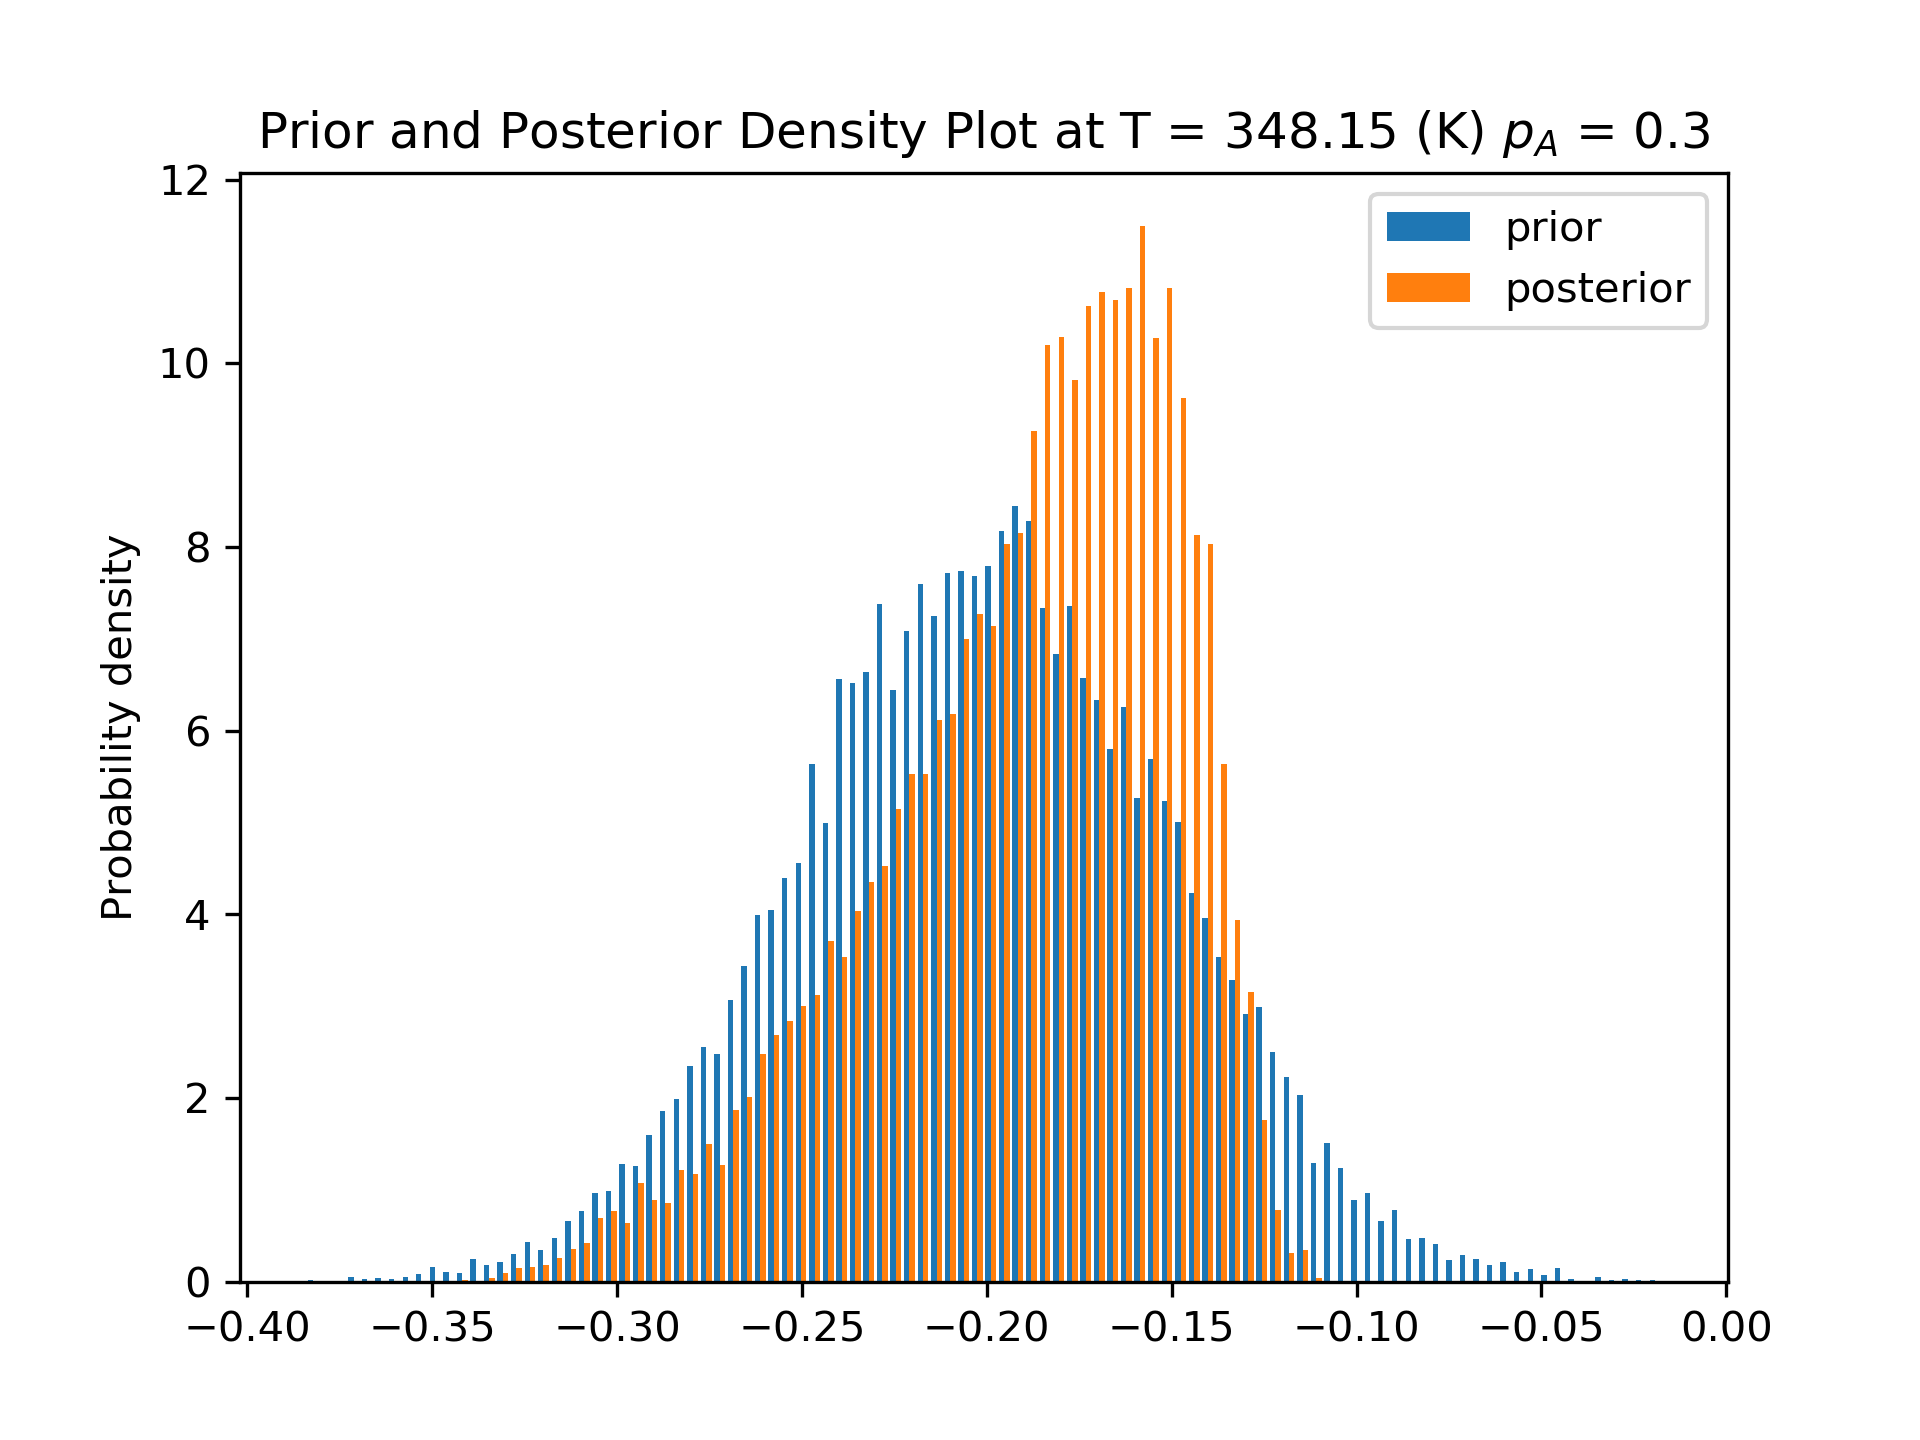 Prior and Posterior Density Plot at T = 348.15 (K) p_A = 0.3
prior
posterior
Probability density
12
10
8
6
4
2
0
−0.40 −0.35 −0.30 −0.25 −0.20 −0.15 −0.10 −0.05 0.00